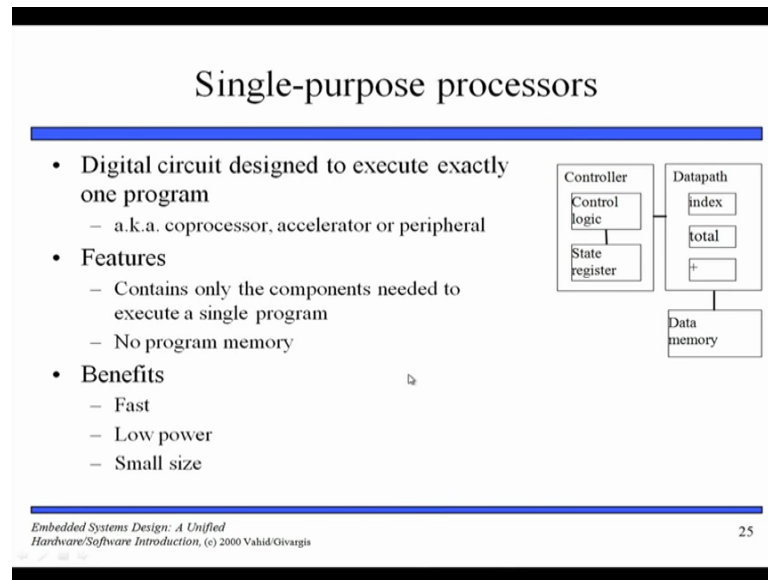 Single-purpose processors
• Digital circuit designed to execute exactly
one program
– a.k.a. coprocessor, accelerator or peripheral
• Features
– Contains only the components needed to
execute a single program
– No program memory
• Benefits
– Fast
– Low power
– Small size
Controller
Control
logic
State
register
Datapath
index
total
+
Data
memory
Embedded Systems Design: A Unified
Hardware/Software Introduction, (c) 2000 Vahid/Givargis
25